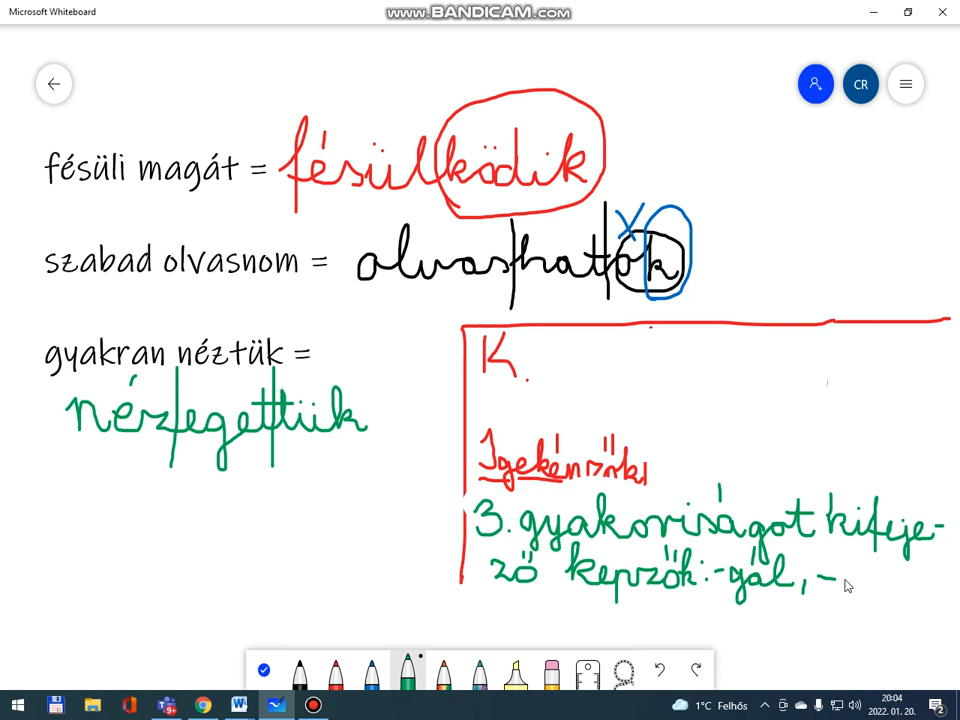 Microsoft Whiteboard
www.BANDICAM.com
CR
fésüli magát = fésülködik
szabad olvasnom = olvashatok
gyakran néztük =
nézegettük
K.
Igeképzők
3. gyakoriságot kifeje-
ző képzők: -gál, -
1°C Felhős
20:04
2022. 01. 20.